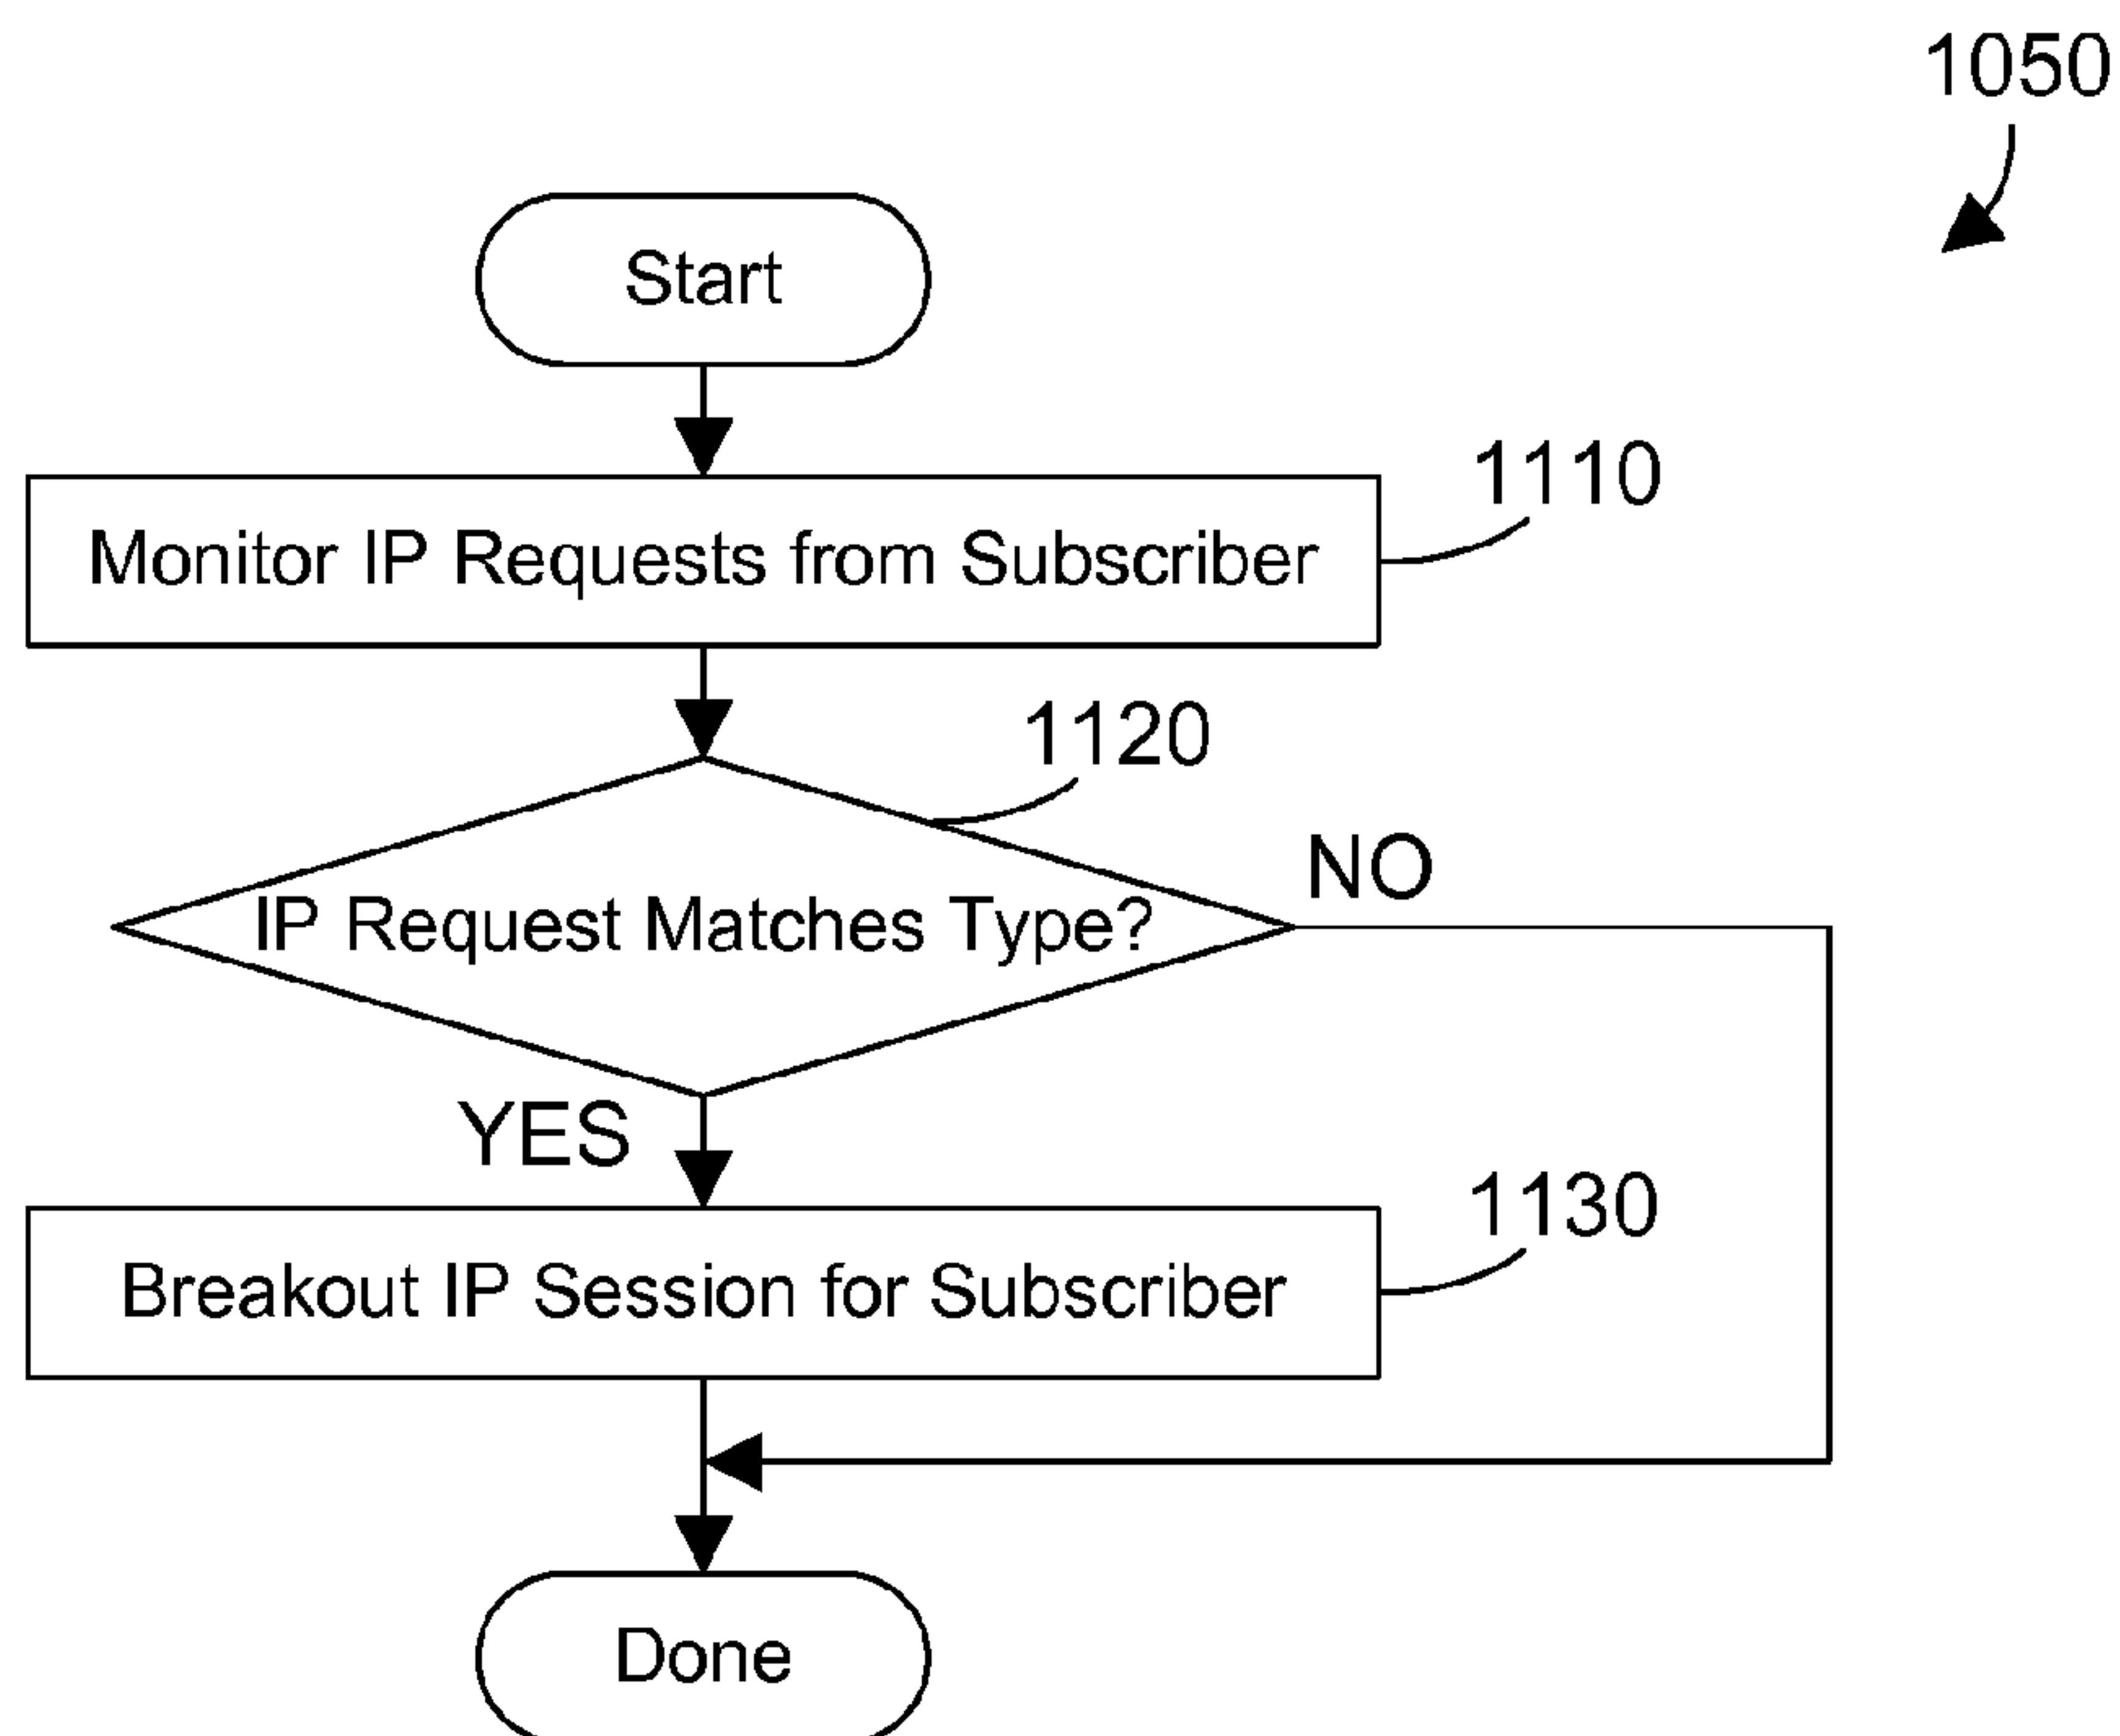 1050
Start
Monitor IP Requests from Subscriber
1110
1120
IP Request Matches Type?
NO
YES
1130
Breakout IP Session for Subscriber
Done